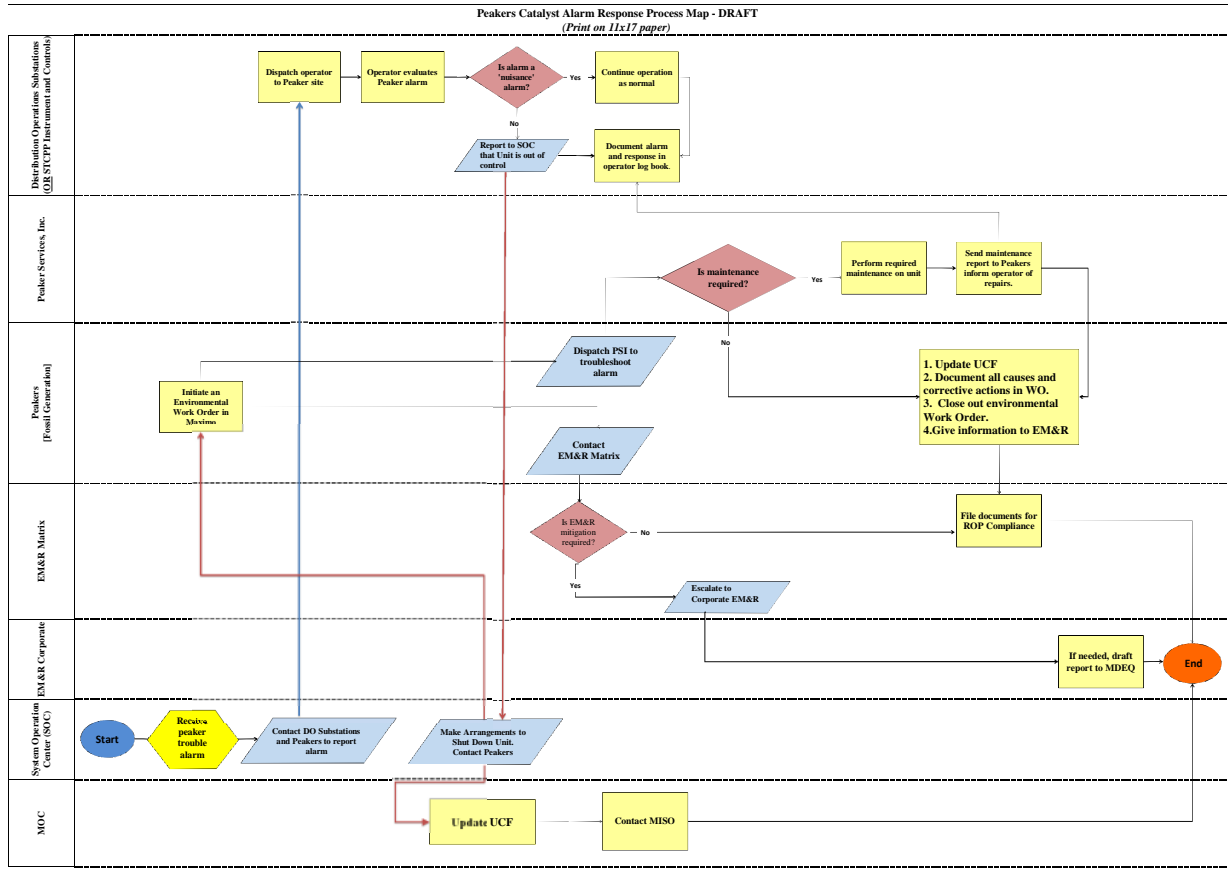 Peakers Catalyst Alarm Response Process Map - DRAFT
(Print on 11x17 paper)
Distribution Operations Substations
(OR STCPP Instrument and Controls)
Dispatch operator
to Peaker site
Operator evaluates
Peaker alarm
Is alarm a
'nuisance'
alarm?
Yes
Continue operation
as normal
No
Report to SOC
that Unit is out of
control
Document alarm
and response in
operator log book.
Peaker Services, Inc.
Is maintenance
required?
Yes
Perform required
maintenance on unit
Send maintenance
report to Peakers
inform operator of
repairs.
No
Peakers
[Fossil Generation]
Dispatch PSI to
troubleshoot
alarm
Initiate an
Environmental
Work Order in
Maximo
Contact
EM&R Matrix
1. Update UCF
2. Document all causes and
corrective actions in WO.
3. Close out environmental
Work Order.
4.Give information to EM&R
EM&R Matrix
Is EM&R
mitigation
required?
No
File documents for
ROP Compliance
Yes
Escalate to
Corporate EM&R
EM&R Corporate
If needed, draft
report to MDEQ
End
System Operation
Center (SOC)
Start
Receive
peaker
trouble
alarm
Contact DO Substations
and Peakers to report
alarm
Make Arrangements to
Shut Down Unit.
Contact Peakers
MOC
Update UCF
Contact MISO